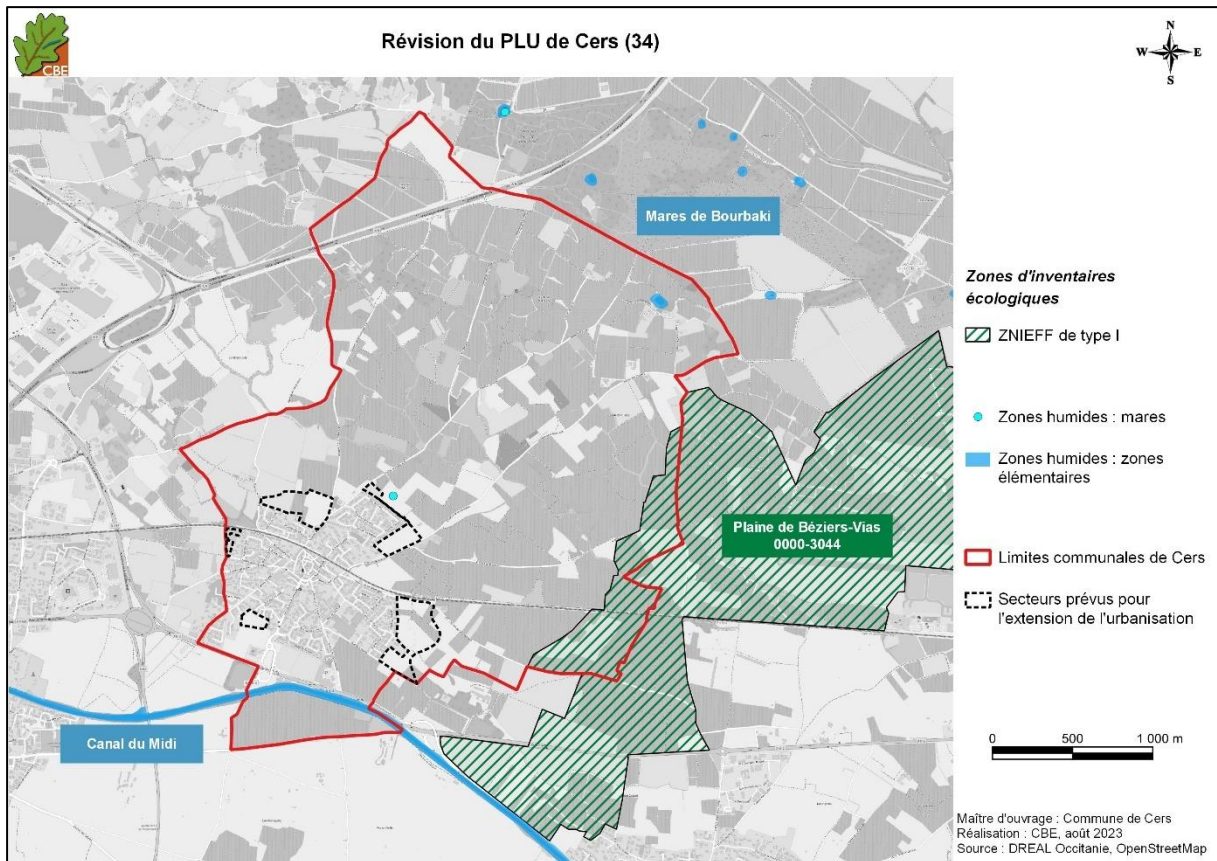 CBE
Révision du PLU de Cers (34)
N
W
E
S
Mares de Bourbaki
Plaine de Béziers-Vias
0000-3044
Canal du Midi
Zones d'inventaires
écologiques
ZNIEFF de type I
Zones humides : mares
Zones humides : zones
élémentaires
Limites communales de Cers
Secteurs prévus pour
l'extension de l'urbanisation
0 500 1 000 m
Maître d'ouvrage : Commune de Cers
Réalisation : CBE, août 2023
Source : DREAL Occitanie, OpenStreetMap